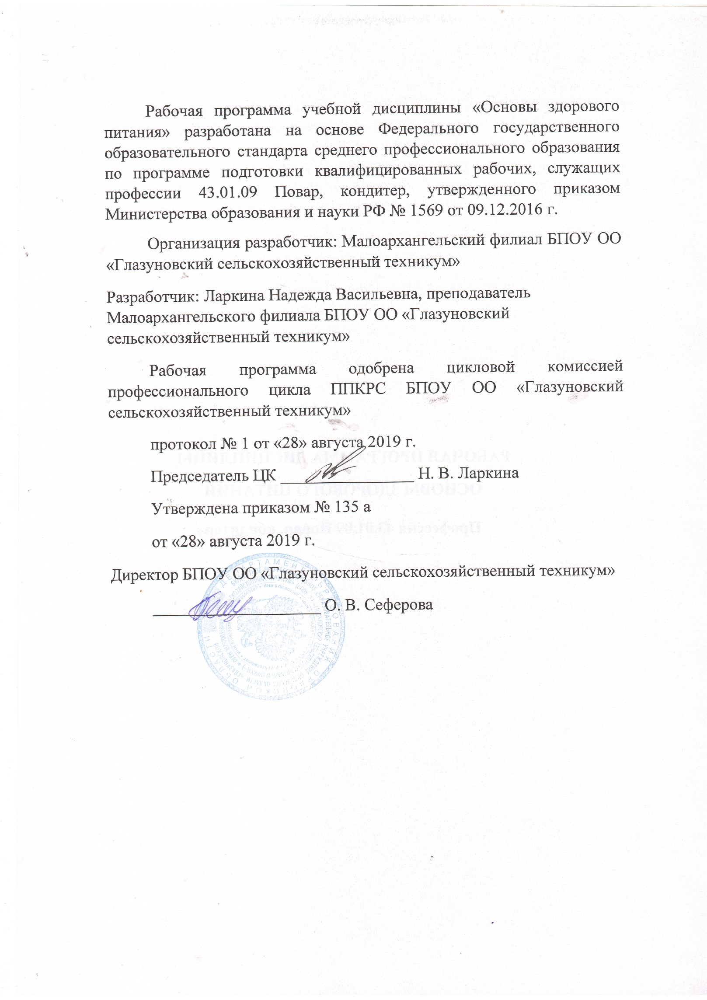 Рабочая программа учебной дисциплины «Основы здорового
питания» разработана на основе Федерального государственного
образовательного стандарта среднего профессионального образования
по программе подготовки квалифицированных рабочих, служащих
профессии 43.01.09 Повар, кондитер, утвержденного приказом
Министерства образования и науки РФ № 1569 от 09.12.2016 г.
Организация разработчик: Малоархангельский филиал БПОУ ОО
«Глазуновский сельскохозяйственный техникум»
Разработчик: Ларкина Надежда Васильевна, преподаватель
Малоархангельского филиала БПОУ ОО «Глазуновский
сельскохозяйственный техникум»
Рабочая программа одобрена цикловой комиссией
профессионального цикла ППКРС БПОУ ОО «Глазуновский
сельскохозяйственный техникум»
протокол № 1 от «28» августа 2019 г.
Председатель ЦК ________________ Н. В. Ларкина
Утверждена приказом № 135 а
от «28» августа 2019 г.
Директор БПОУ ОО «Глазуновский сельскохозяйственный техникум»
____________________ О. В. Сеферова
ДЕПАРТАМЕНТ ОБРАЗОВАНИЯ ОРЛОВСКОЙ ОБЛАСТИ